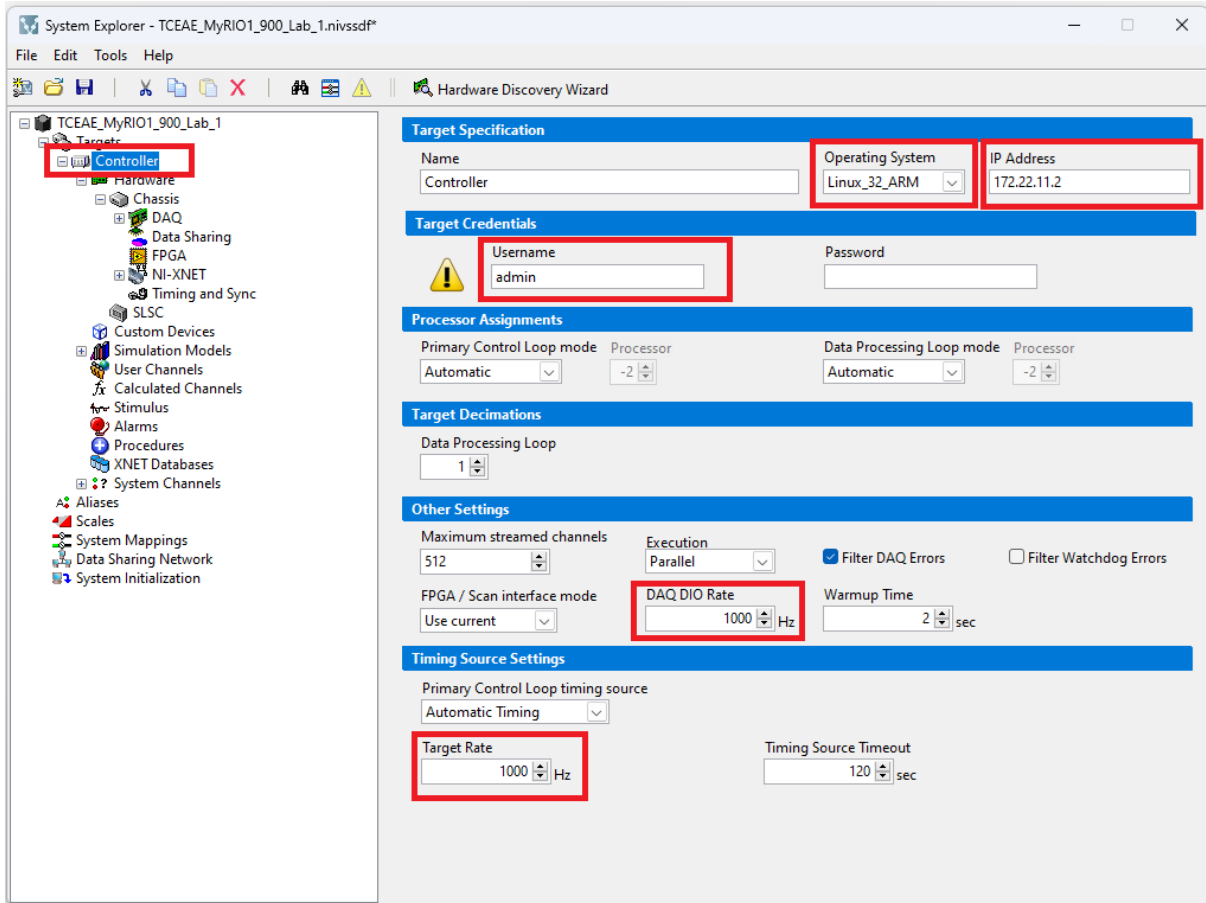 System Explorer - TCEAE_MyRIO1_900_Lab_1.nivssdf*
File Edit Tools Help
Hardware Discovery Wizard
TCEAE_MyRIO1_900_Lab_1
Targets
Controller
Hardware
Chassis
DAQ
Data Sharing
FPGA
NI-XNET
Timing and Sync
SLSC
Custom Devices
Simulation Models
User Channels
fx Calculated Channels
Stimulus
Alarms
Procedures
XNET Databases
System Channels
Aliases
Scales
System Mappings
Data Sharing Network
System Initialization
Target Specification
Name Operating System IP Address
Controller Linux_32_ARM 172.22.11.2
Target Credentials
Username Password
admin
Processor Assignments
Primary Control Loop mode Processor Data Processing Loop mode Processor
Automatic -2 Automatic -2
Target Decimations
Data Processing Loop
1
Other Settings
Maximum streamed channels Execution
512 Parallel Filter DAQ Errors Filter Watchdog Errors
FPGA / Scan interface mode DAQ DIO Rate Warmup Time
Use current 1000 Hz 2 sec
Timing Source Settings
Primary Control Loop timing source
Automatic Timing
Target Rate Timing Source Timeout
1000 Hz 120 sec